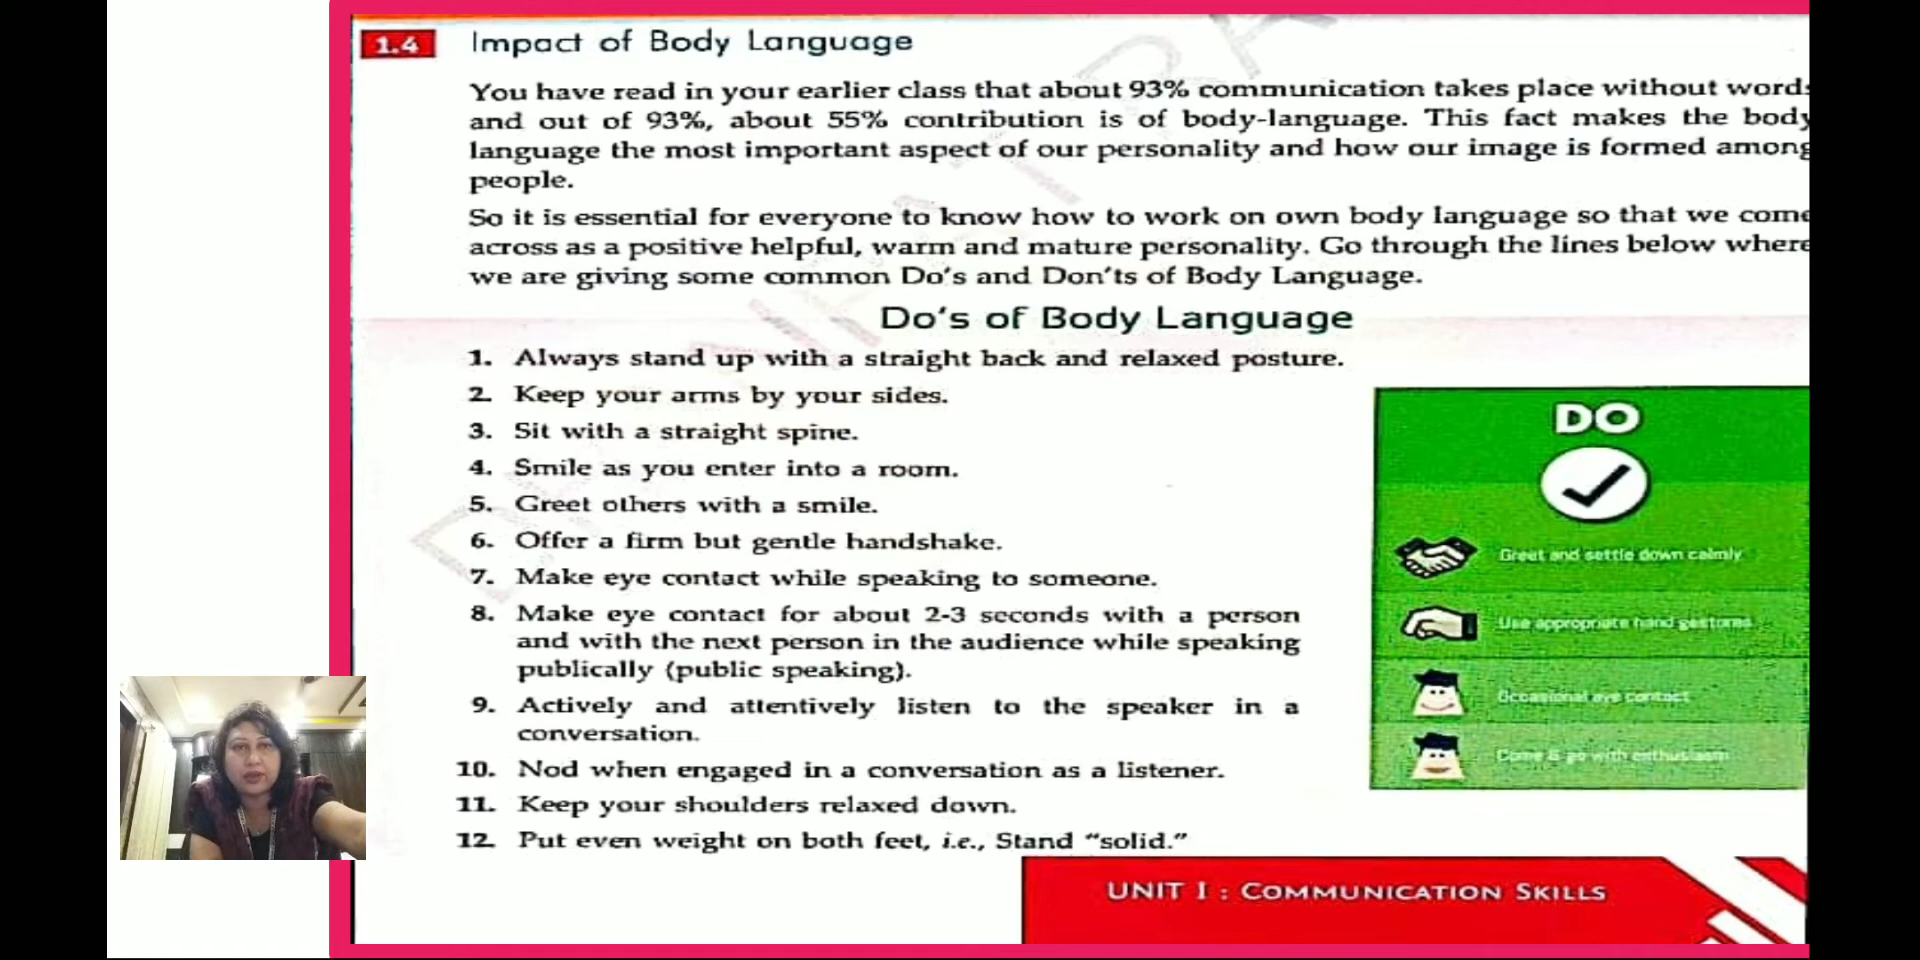 1.4 Impact of Body Language
You have read in your earlier class that about 93% communication takes place without words
and out of 93%, about 55% contribution is of body-language. This fact makes the body
language the most important aspect of our personality and how our image is formed among
people.
So it is essential for everyone to know how to work on own body language so that we come
across as a positive helpful, warm and mature personality. Go through the lines below where
we are giving some common Do's and Don'ts of Body Language.
Do's of Body Language
1. Always stand up with a straight back and relaxed posture.
2. Keep your arms by your sides.
3. Sit with a straight spine.
4. Smile as you enter into a room.
5. Greet others with a smile.
6. Offer a firm but gentle handshake.
7. Make eye contact while speaking to someone.
8. Make eye contact for about 2-3 seconds with a person
and with the next person in the audience while speaking
publically (public speaking).
9. Actively and attentively listen to the speaker in a
conversation.
10. Nod when engaged in a conversation as a listener.
11. Keep your shoulders relaxed down.
12. Put even weight on both feet, i.e., Stand "solid."
DO
Greet and settle down calmly
Use appropriate hand gestures
Occasional eye contact
Come & go with enthusiasm
UNIT I : COMMUNICATION SKILLS